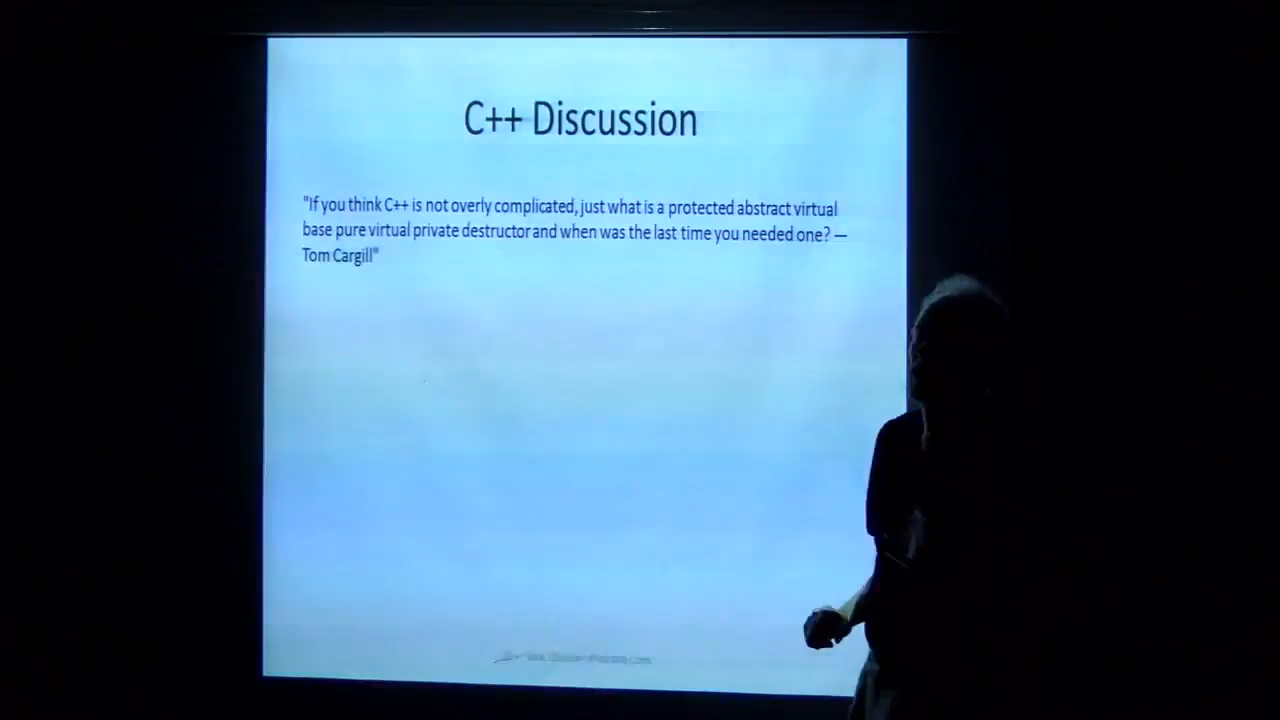 C++ Discussion
"If you think C++ is not overly complicated, just what is a protected abstract virtual
base pure virtual private destructor and when was the last time you needed one? —
Tom Cargill"